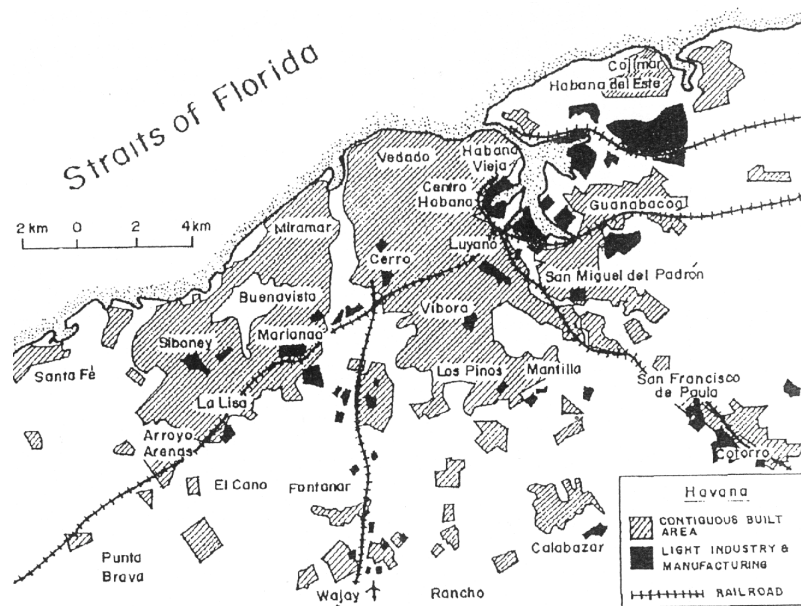 Straits of Florida
Cojímar
Habana del Este
Vedado
Habana
Vieja
Centro
Habana
Guanabacoa
2 km
0
4 km
Miramar
Luyanó
Cerro
San Miguel del Padrón
Buenavista
Víbora
Siboney
Marianao
Santa Fé
Los Pinos
Mantilla
La Lisa
San Francisco
de Paula
Arroyo
Arenas
Cotorro
El Cano
Fontanar
Havana
CONTIGUOUS BUILT
AREA
LIGHT INDUSTRY &
MANUFACTURING
RAILROAD
Calabazar
Punta
Brava
Wajay
Rancho